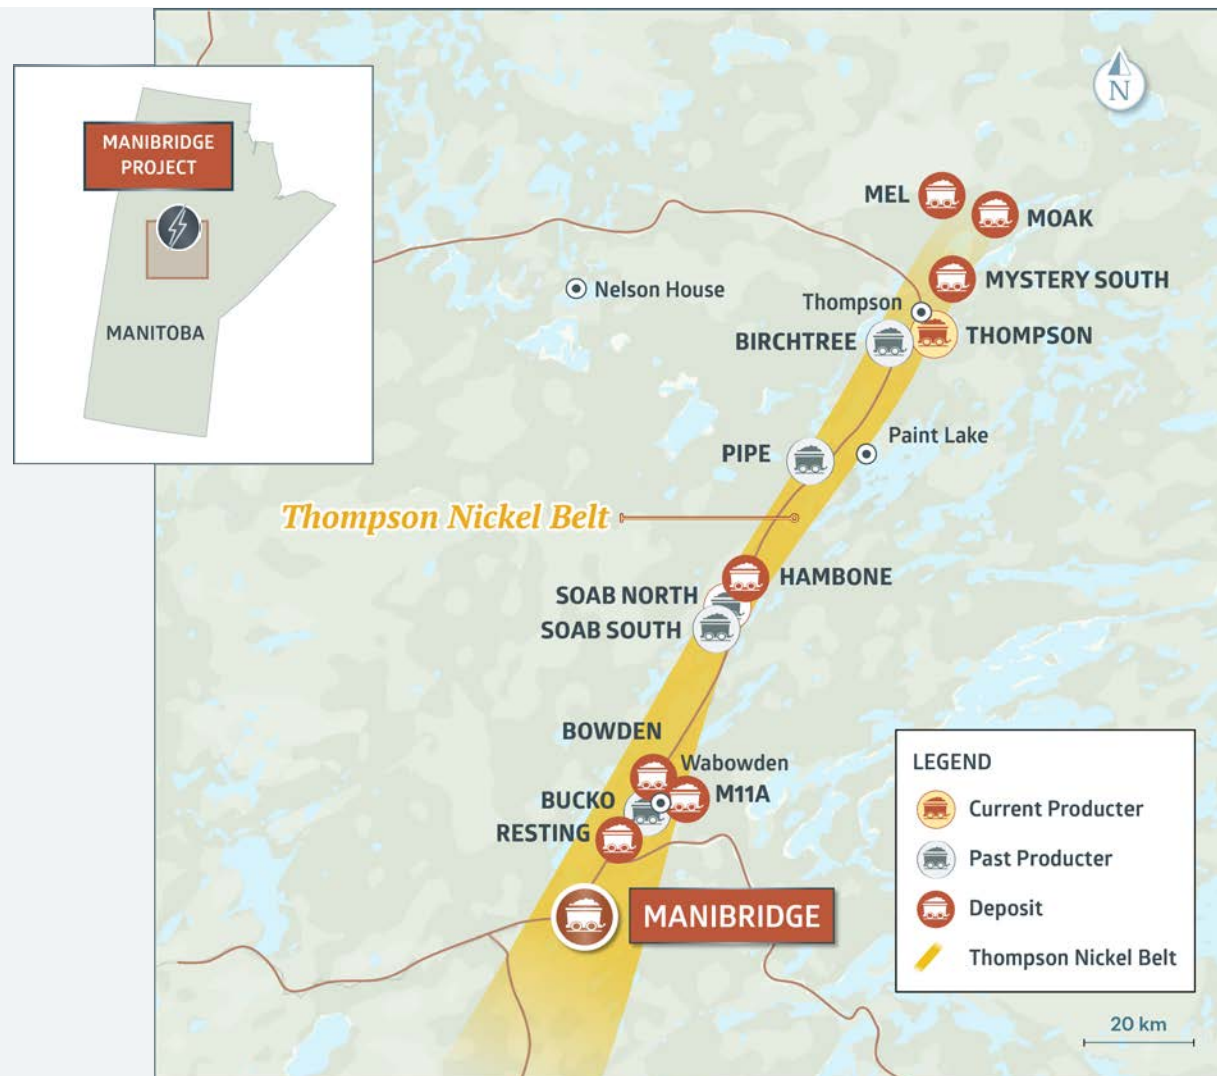 MANIBRIDGE
PROJECT
MANITOBA
N
MEL
MOAK
MYSTERY SOUTH
Nelson House
Thompson
BIRCHTREE
THOMPSON
Paint Lake
PIPE
Thompson Nickel Belt
HAMBONE
SOAB NORTH
SOAB SOUTH
BOWDEN
Wabowden
M11A
BUCKO
RESTING
MANIBRIDGE
LEGEND
Current Producter
Past Producter
Deposit
Thompson Nickel Belt
20 km